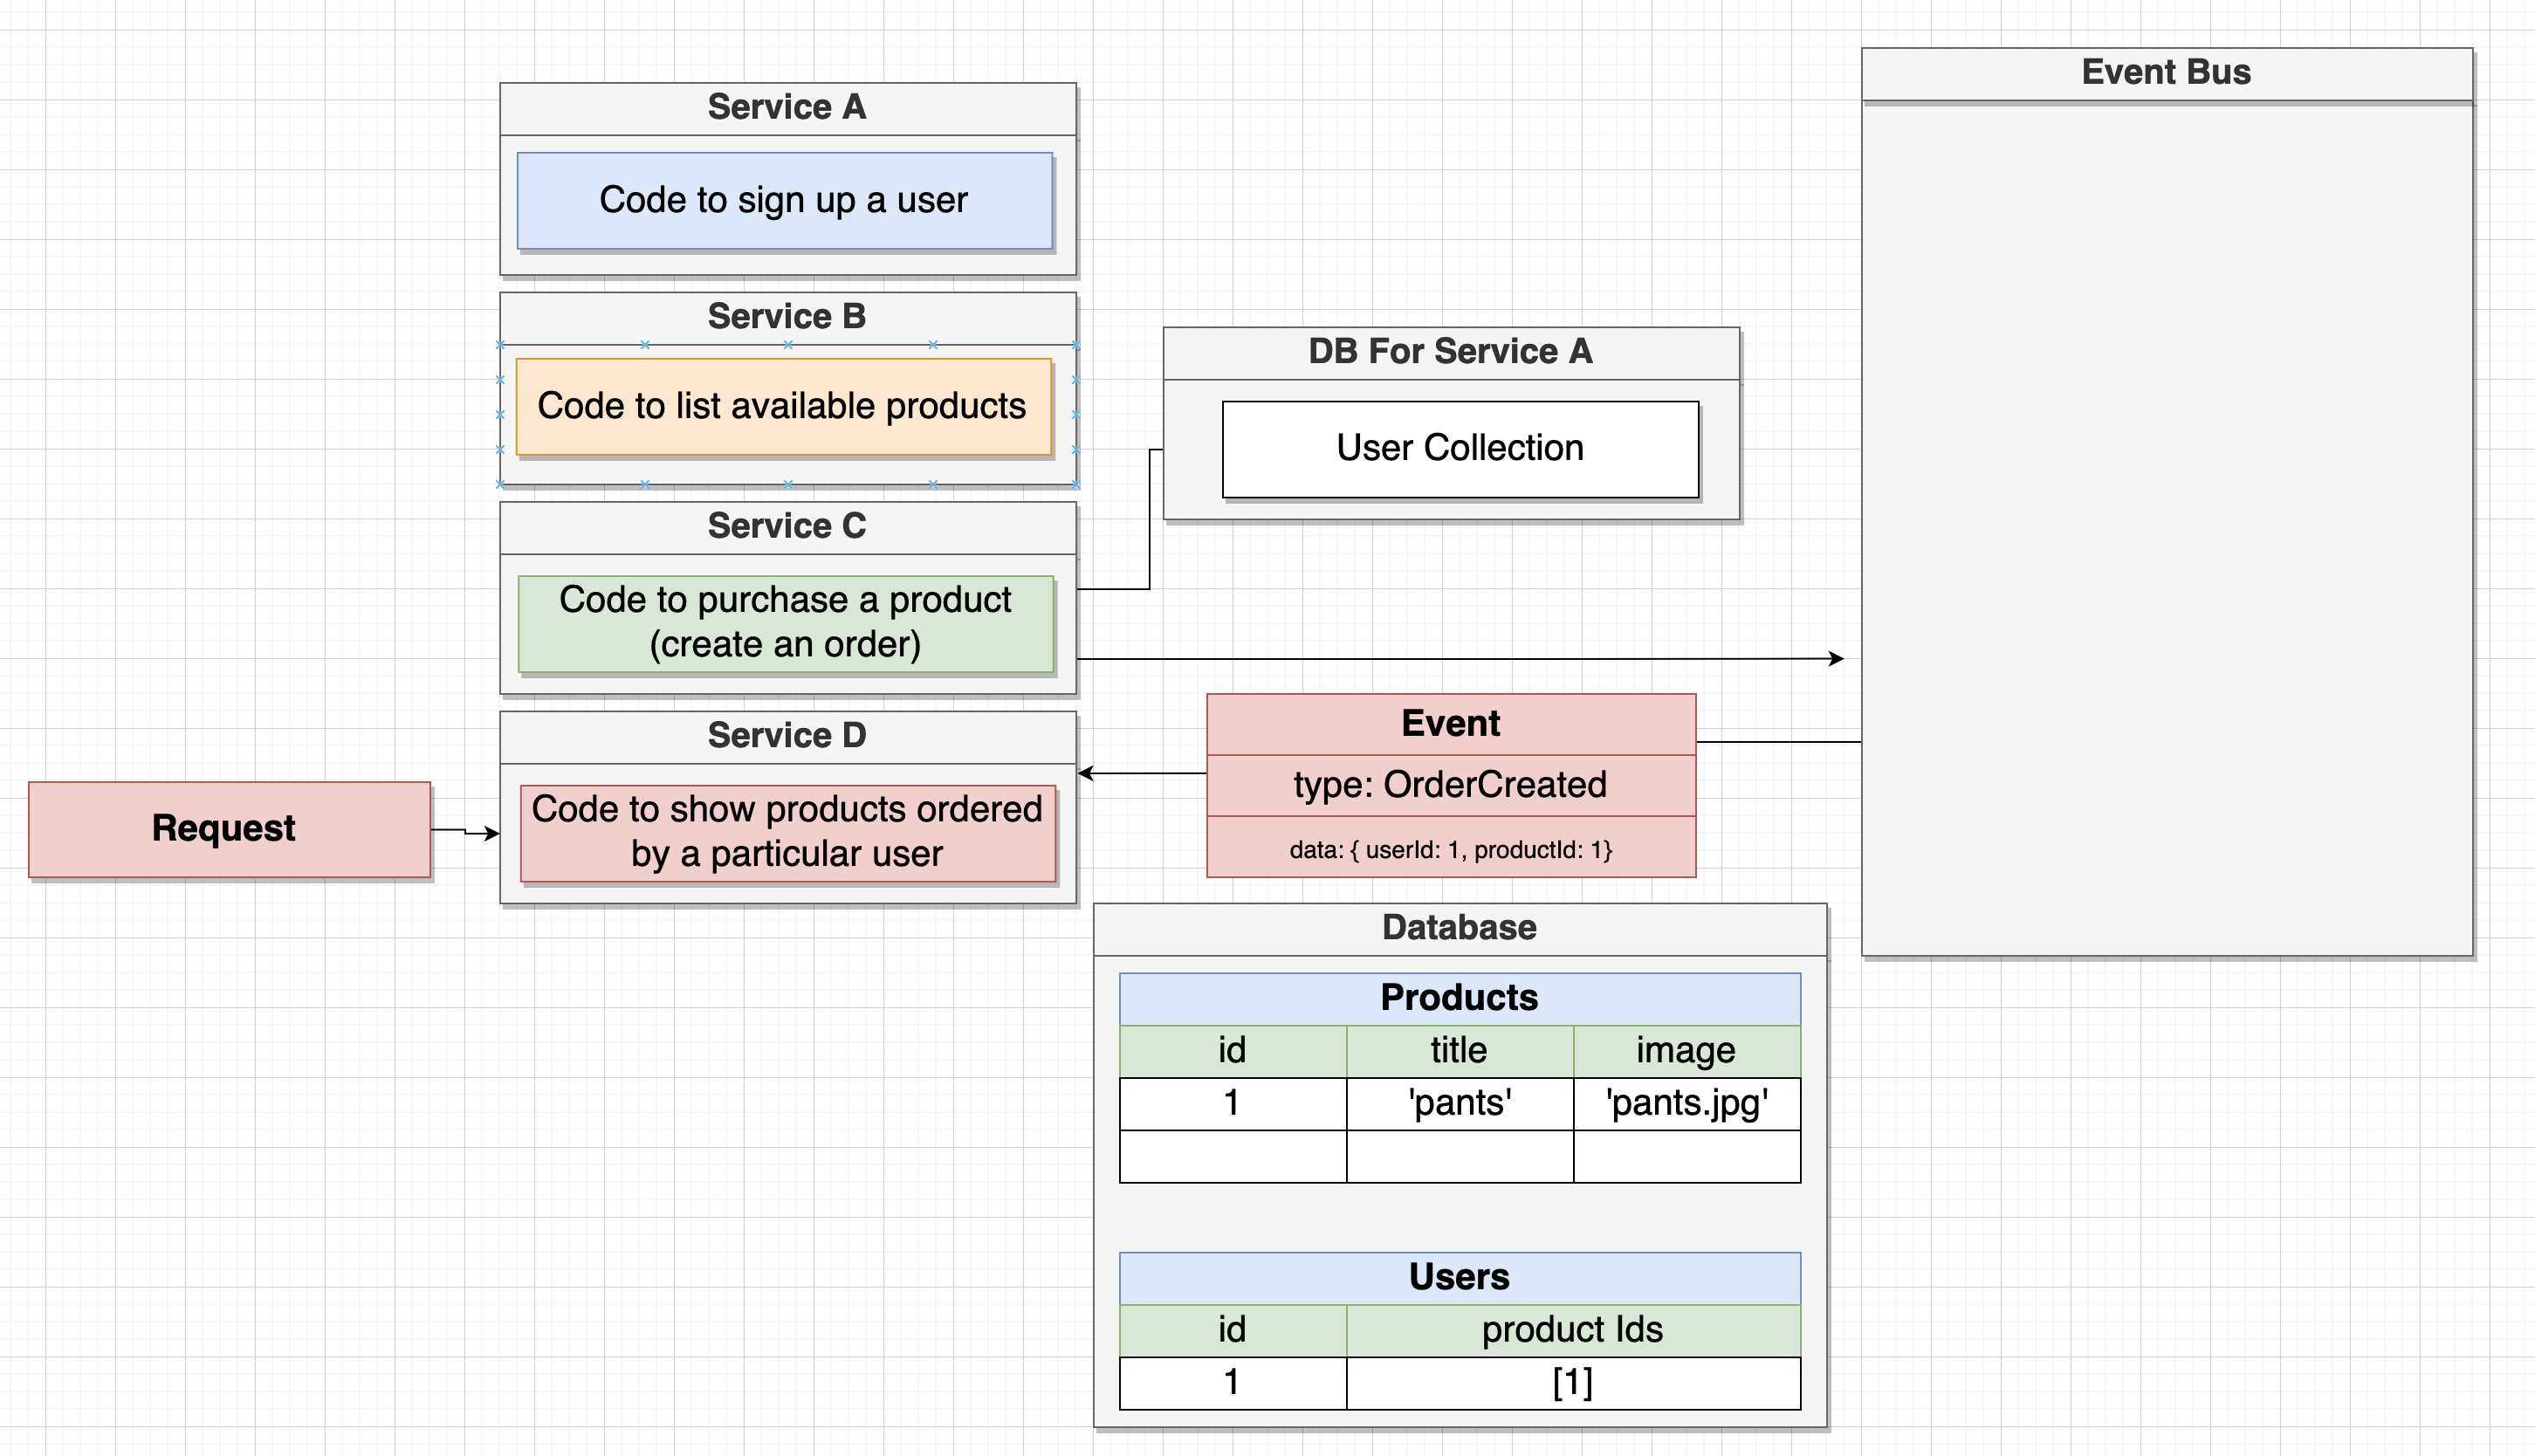 Event Bus
Service A
Code to sign up a user
Service B
Code to list available products
DB For Service A
User Collection
Service C
Code to purchase a product
(create an order)
Service D
Code to show products ordered
by a particular user
Request
Event
type: OrderCreated
data: { userId: 1, productId: 1}
Database
Products
id title image
1 'pants' 'pants.jpg'
Users
id product Ids
1 [1]